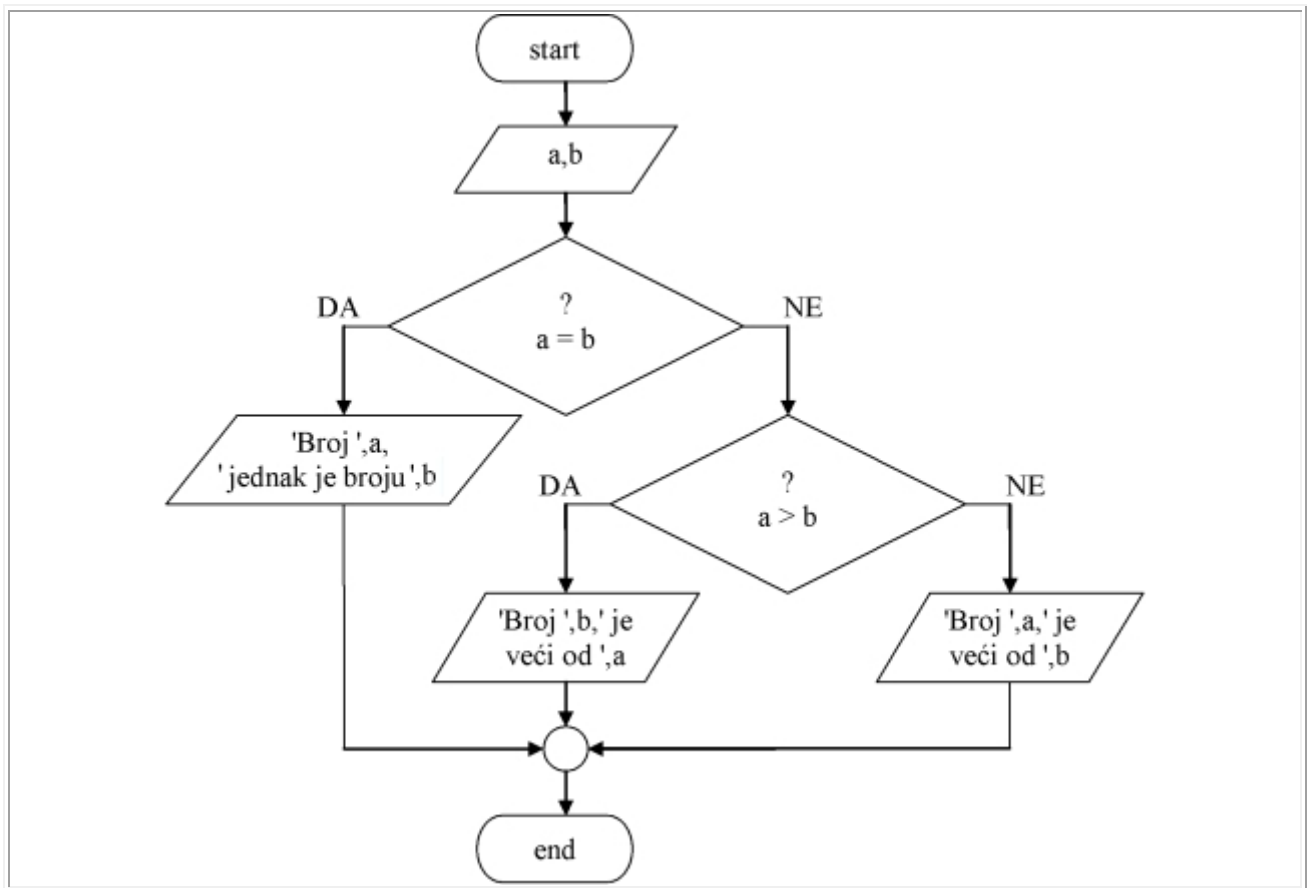 start
a,b
?
a = b
DA
NE
'Broj ',a,
' jednak je broju ',b
?
a > b
DA
NE
'Broj ',b,' je
veći od ',a
'Broj ',a,' je
veći od ',b
end